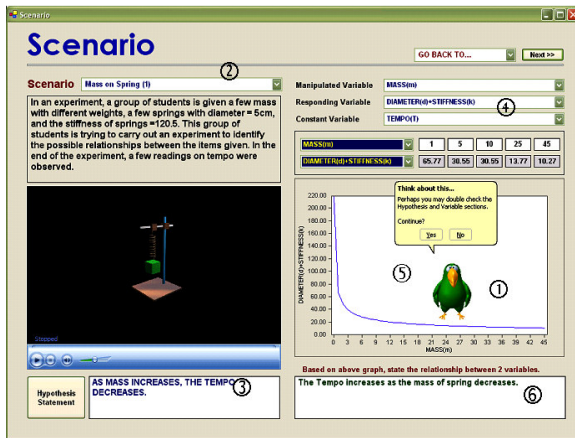 Scenario
Scenario
GO BACK TO...
Next >>
②
Scenario
Mass on Spring (1)
In an experiment, a group of students is given a few mass
with different weights, a few springs with diameter = 5cm,
and the stiffness of springs =120.5. This group of
students is trying to carry out an experiment to identify
the possible relationships between the items given. In the
end of the experiment, a few readings on tempo were
observed.
Manipulated Variable
MASS(m)
Responding Variable
DIAMETER(d)+STIFFNESS(k)
④
Constant Variable
TEMPO(T)
MASS(m)
1 5 10 25 45
DIAMETER(d)+STIFFNESS(k)
65.77 30.55 30.55 13.77 10.27
Think about this...
Perhaps you may double check the
Hypothesis and Variable sections.
Continue?
Yes No
DIAMETER(d)+STIFFNESS(k)
220.00
200.00
180.00
160.00
140.00
120.00
100.00
80.00
60.00
40.00
20.00
0.00
⑤
①
0 3 6 9 12 15 18 21 24 27 30 33 36 39 42 45
MASS(m)
Stopped
Hypothesis
Statement
AS MASS INCREASES, THE TEMPO
DECREASES.
③
Based on above graph, state the relationship between 2 variables.
The Tempo increases as the mass of spring decreases.
⑥